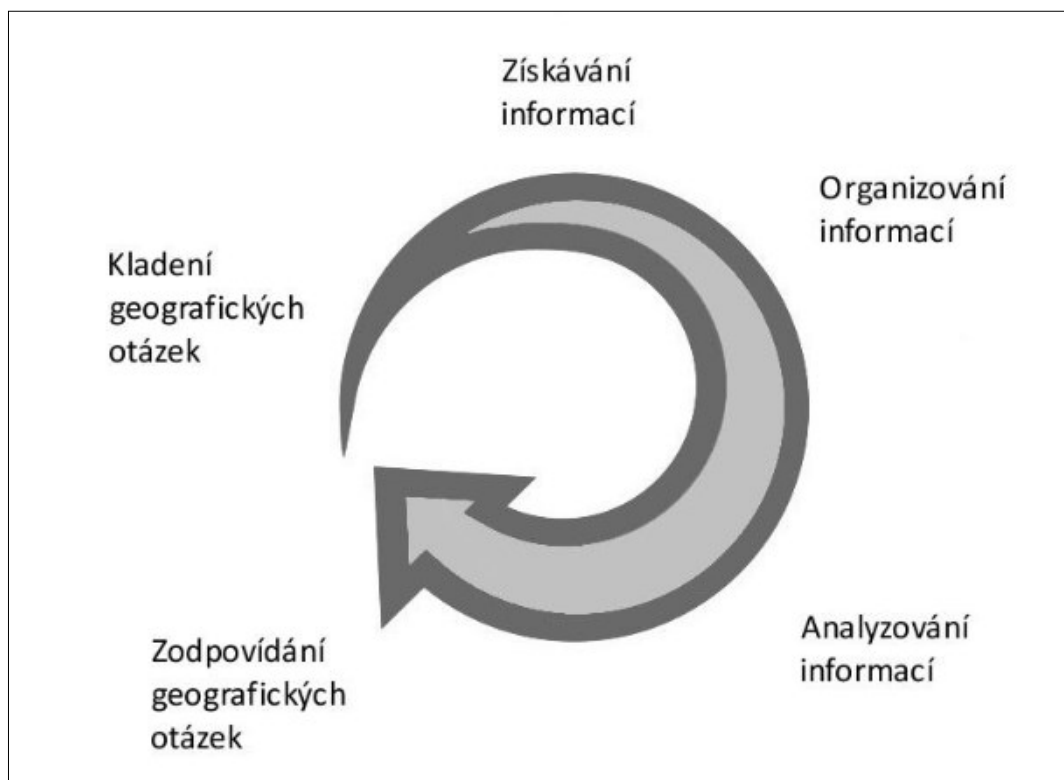 Získávání
informací
Organizování
informací
Kladení
geografických
otázek
Analyzování
informací
Zodpovídání
geografických
otázek